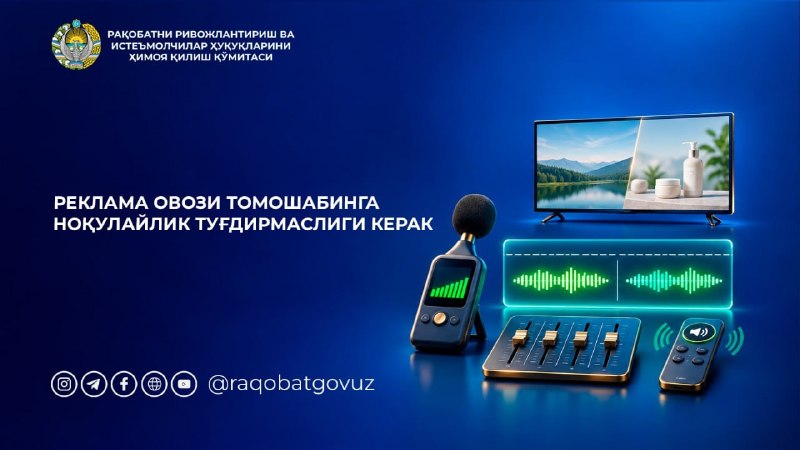 РАҚОБАТНИ РИВОЖЛАНТИРИШ ВА
ИСТЕЪМОЛЧИЛАР ҲУҚУҚЛАРИНИ
ҲИМОЯ ҚИЛИШ ҚЎМИТАСИ
РЕКЛАМА ОВОЗИ ТОМОШАБИНГА
НОҚУЛАЙЛИК ТУҒДИРМАСЛИГИ КЕРАК
@raqobatgovuz